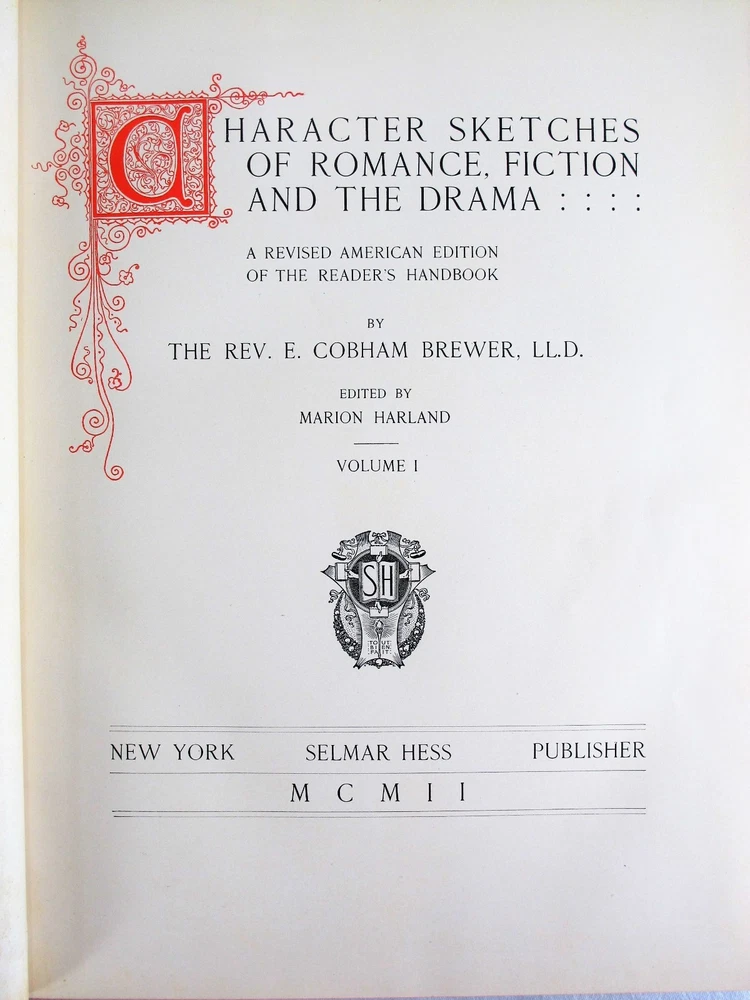 CHARACTER SKETCHES
OF ROMANCE, FICTION
AND THE DRAMA : : : :
A REVISED AMERICAN EDITION
OF THE READER'S HANDBOOK
BY
THE REV. E. COBHAM BREWER, LL.D.
EDITED BY
MARION HARLAND
VOLUME I
SH
TOUT
BIEN
FAIT
NEW YORK SELMAR HESS PUBLISHER
MCMII